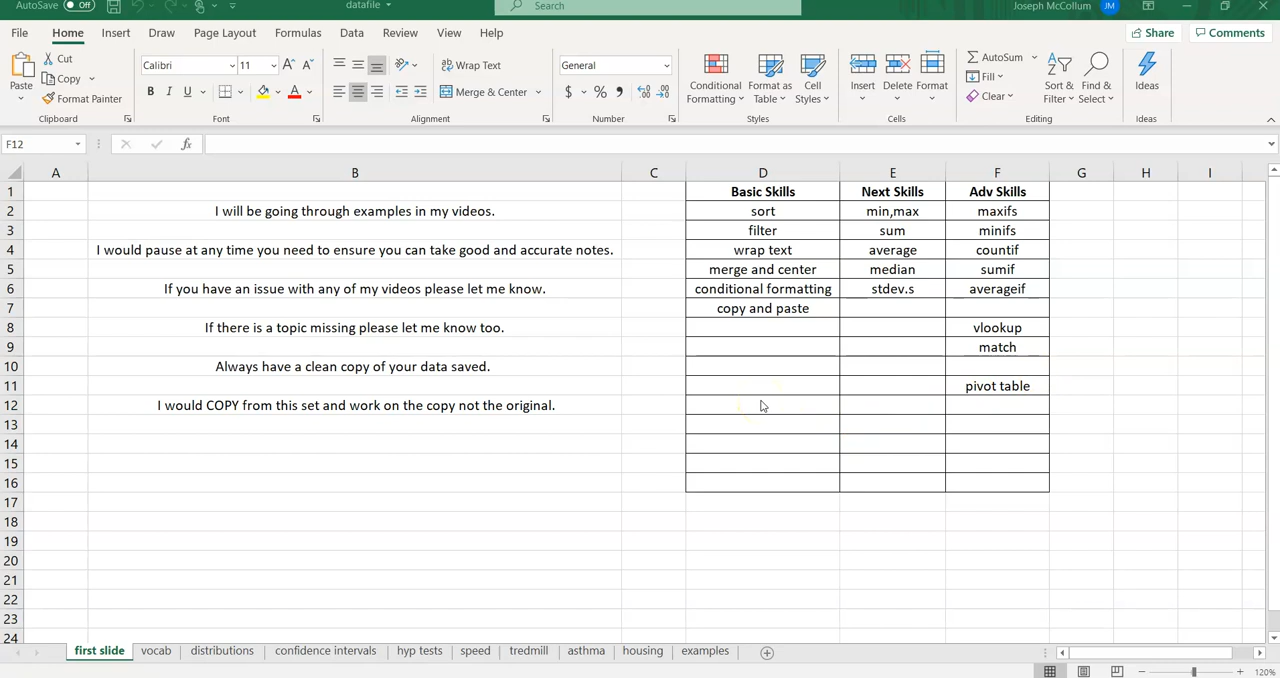 AutoSave Off datafile Search Joseph McCollum JM
File Home Insert Draw Page Layout Formulas Data Review View Help Share Comments
Paste Cut Copy Format Painter
Calibri 11 A A B I U A
Wrap Text Merge & Center
General $ % 9
Conditional Formatting Format as Table Cell Styles
Insert Delete Format
AutoSum Fill Clear Sort & Filter Find & Select Ideas
Clipboard Font Alignment Number Styles Cells Editing Ideas
F12 fx
A B C D E F G H I
1 Basic Skills Next Skills Adv Skills
2 I will be going through examples in my videos. sort min,max maxifs
3 filter sum minifs
4 I would pause at any time you need to ensure you can take good and accurate notes. wrap text average countif
5 merge and center median sumif
6 If you have an issue with any of my videos please let me know. conditional formatting stdev.s averageif
7 copy and paste
8 If there is a topic missing please let me know too. vlookup
9 match
10 Always have a clean copy of your data saved.
11 pivot table
12 I would COPY from this set and work on the copy not the original.
13
14
15
16
17
18
19
20
21
22
23
24
first slide vocab distributions confidence intervals hyp tests speed tredmill asthma housing examples
120%